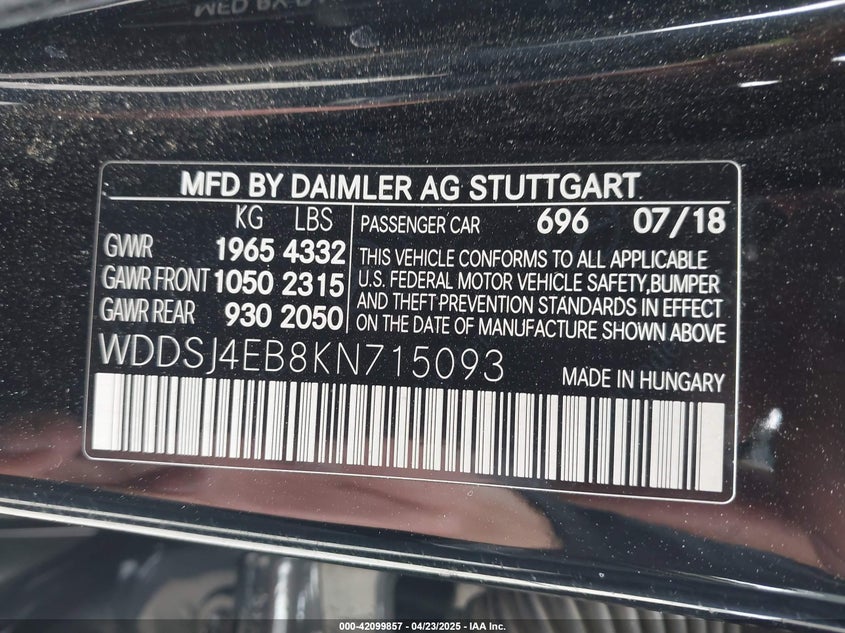 MFD BY DAIMLER AG STUTTGART
KG LBS
GWR 1965 4332
GAWR FRONT 1050 2315
GAWR REAR 930 2050
PASSENGER CAR 696 07/18
THIS VEHICLE CONFORMS TO ALL APPLICABLE
U.S. FEDERAL MOTOR VEHICLE SAFETY,BUMPER
AND THEFT PREVENTION STANDARDS IN EFFECT
ON THE DATE OF MANUFACTURE SHOWN ABOVE
WDDSJ4EB8KN715093
MADE IN HUNGARY
000-42099857 - 04/23/2025 - IAA Inc.